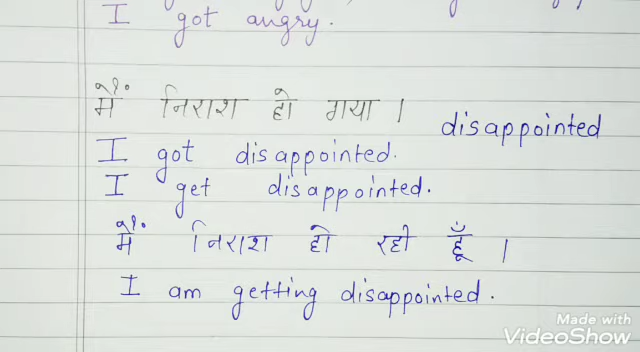 I got angry.
मैं निराश हो गया ।
disappointed
I got disappointed.
I get disappointed.
मैं निराश हो रही हूँ ।
I am getting disappointed.
Made with
VideoShow